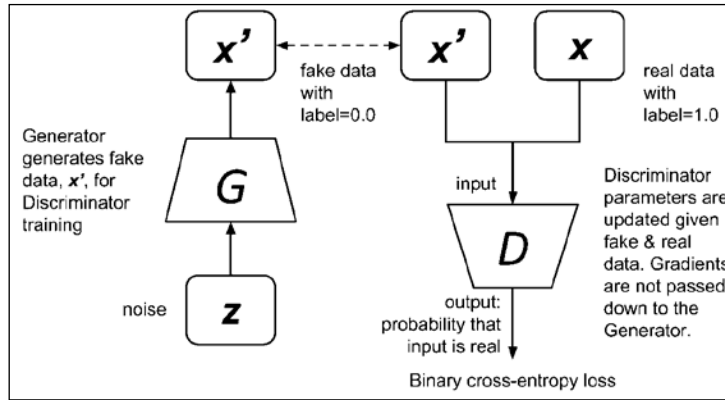 x'
x'
x
fake data
with
label=0.0
real data
with
label=1.0
Generator
generates fake
data, x', for
Discriminator
training
G
input
D
Discriminator
parameters are
updated given
fake & real
data. Gradients
are not passed
down to the
Generator.
noise
z
output:
probability that
input is real
Binary cross-entropy loss